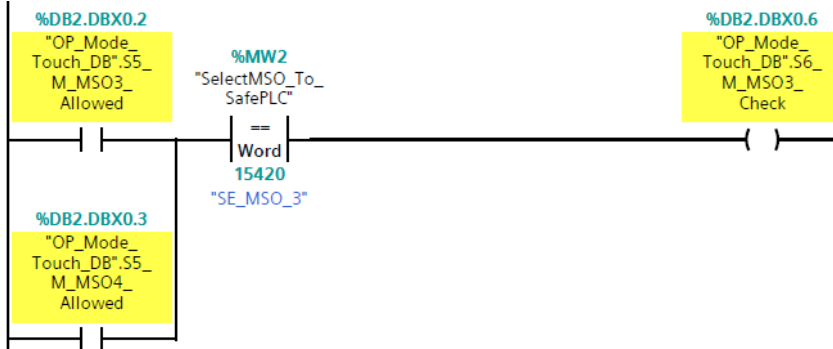 %DB2.DBX0.2
"OP_Mode_
Touch_DB".S5_
M_MSO3_
Allowed
%MW2
"SelectMSO_To_
SafePLC"
==
Word
15420
"SE_MSO_3"
%DB2.DBX0.6
"OP_Mode_
Touch_DB".S6_
M_MSO3_
Check
%DB2.DBX0.3
"OP_Mode_
Touch_DB".S5_
M_MSO4_
Allowed